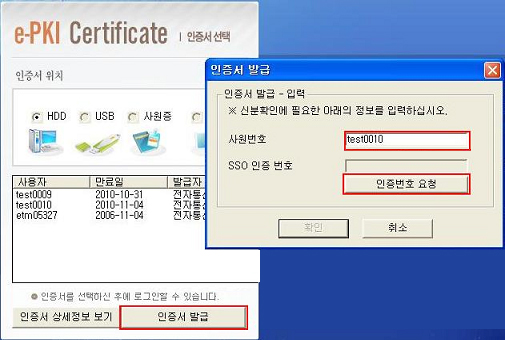 e-PKI Certificate | 인증서 선택
인증서 위치
HDD USB 사원증
사용자 만료일 발급자
test0009 2010-10-31 전자통신
test0010 2010-11-04 전자통신
etm05327 2006-11-04 전자통신
인증서를 선택하신 후에 로그인할 수 있습니다.
인증서 상세정보 보기 인증서 발급
인증서 발급
인증서 발급 - 입력
※ 신분확인에 필요한 아래의 정보를 입력하십시오.
사원번호 test0010
SSO 인증 번호
인증번호 요청
확인 취소